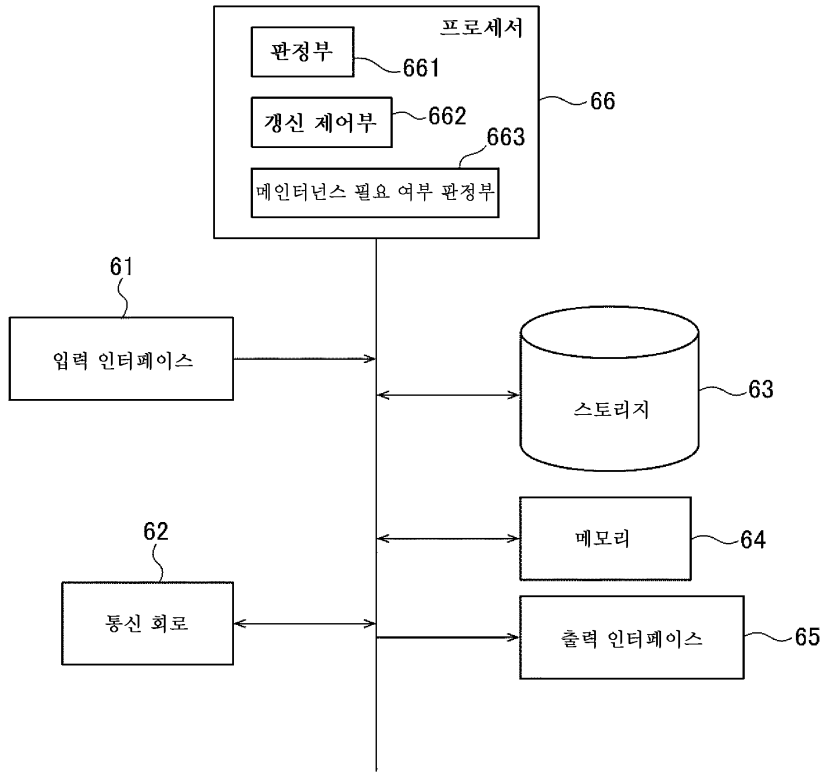 프로세서
판정부
661
66
갱신 제어부
662
663
메인터넌스 필요 여부 판정부
61
입력 인터페이스
스토리지
63
62
메모리
64
통신 회로
출력 인터페이스
65